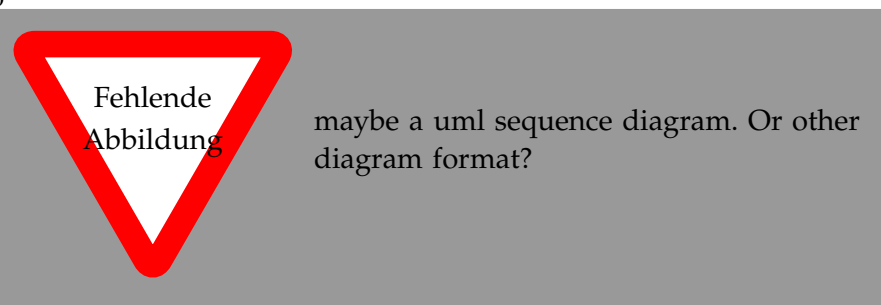 Fehlende
Abbildung
maybe a uml sequence diagram. Or other
diagram format?